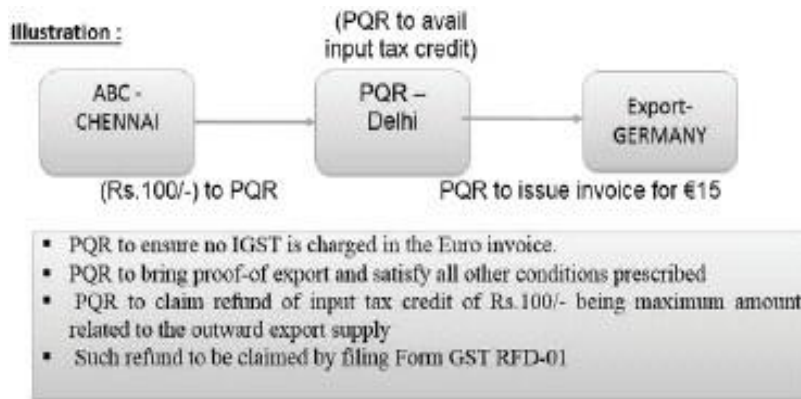 Illustration :
(PQR to avail
input tax credit)
ABC -
CHENNAI
PQR –
Delhi
Export-
GERMANY
(Rs.100/-) to PQR
PQR to issue invoice for €15
▪ PQR to ensure no IGST is charged in the Euro invoice.
▪ PQR to bring proof-of export and satisfy all other conditions prescribed
▪ PQR to claim refund of input tax credit of Rs.100/- being maximum amount
related to the outward export supply
▪ Such refund to be claimed by filing Form GST RFD-01